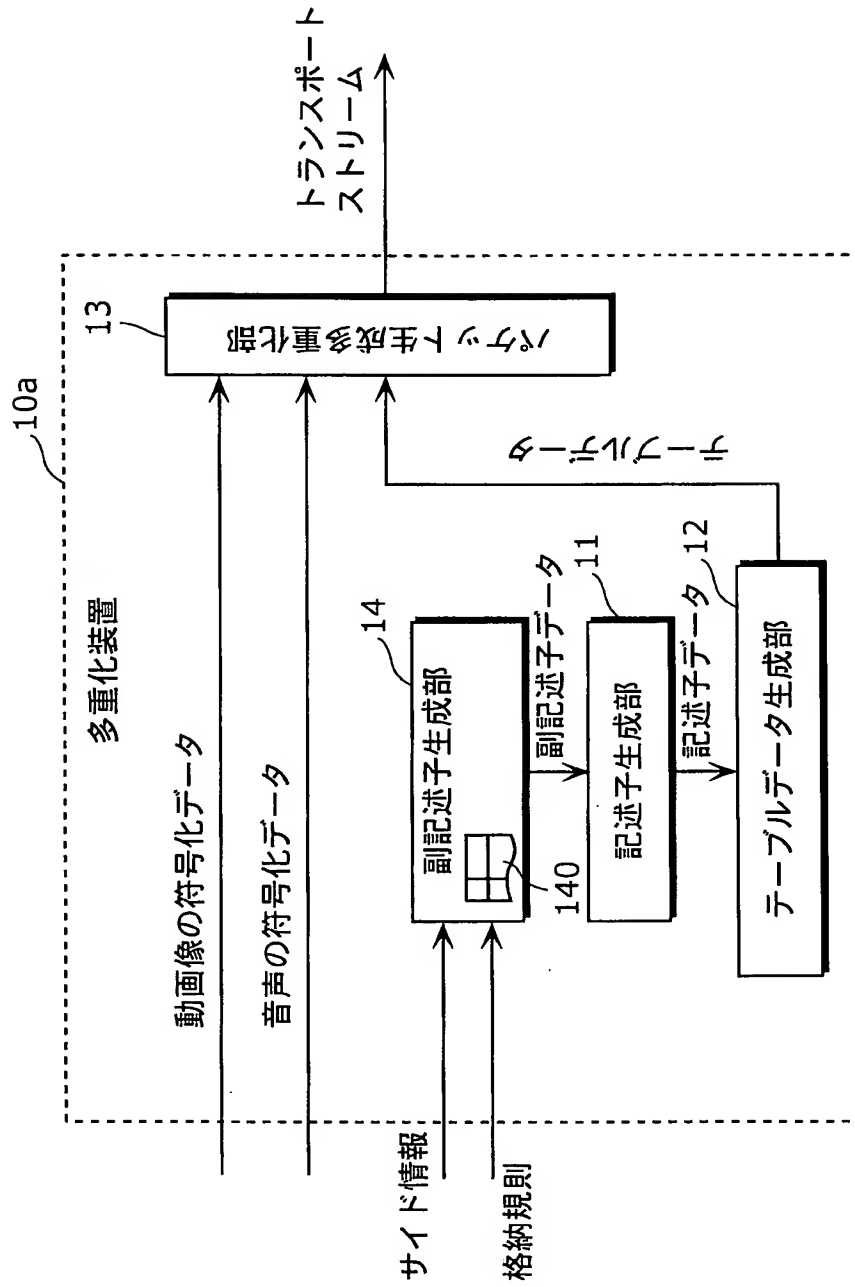 10a
多重化装置
動画像の符号化データ
音声の符号化データ
サイド情報
格納規則
14
副記述子生成部
140
副記述子データ
11
記述子生成部
記述子データ
12
テーブルデータ生成部
テーブルデータ
13
パケット生成多重化部
トランスポート
ストリーム